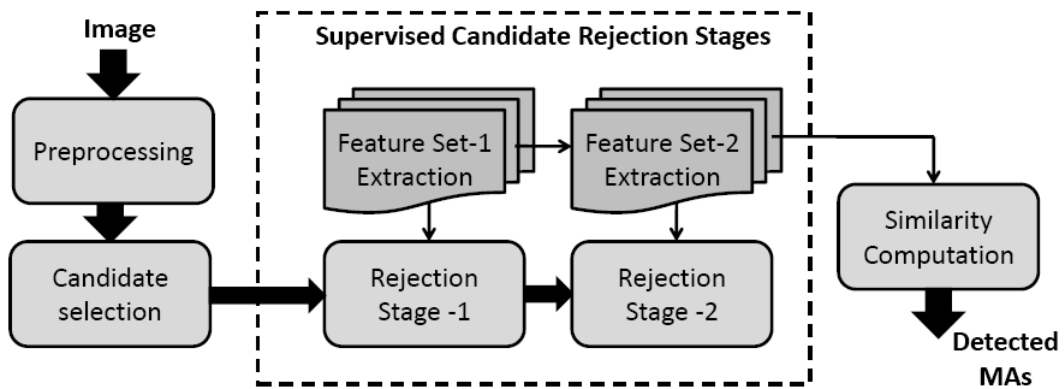 Image
Preprocessing
Candidate
selection
Supervised Candidate Rejection Stages
Feature Set-1
Extraction
Feature Set-2
Extraction
Rejection
Stage -1
Rejection
Stage -2
Similarity
Computation
Detected
MAs